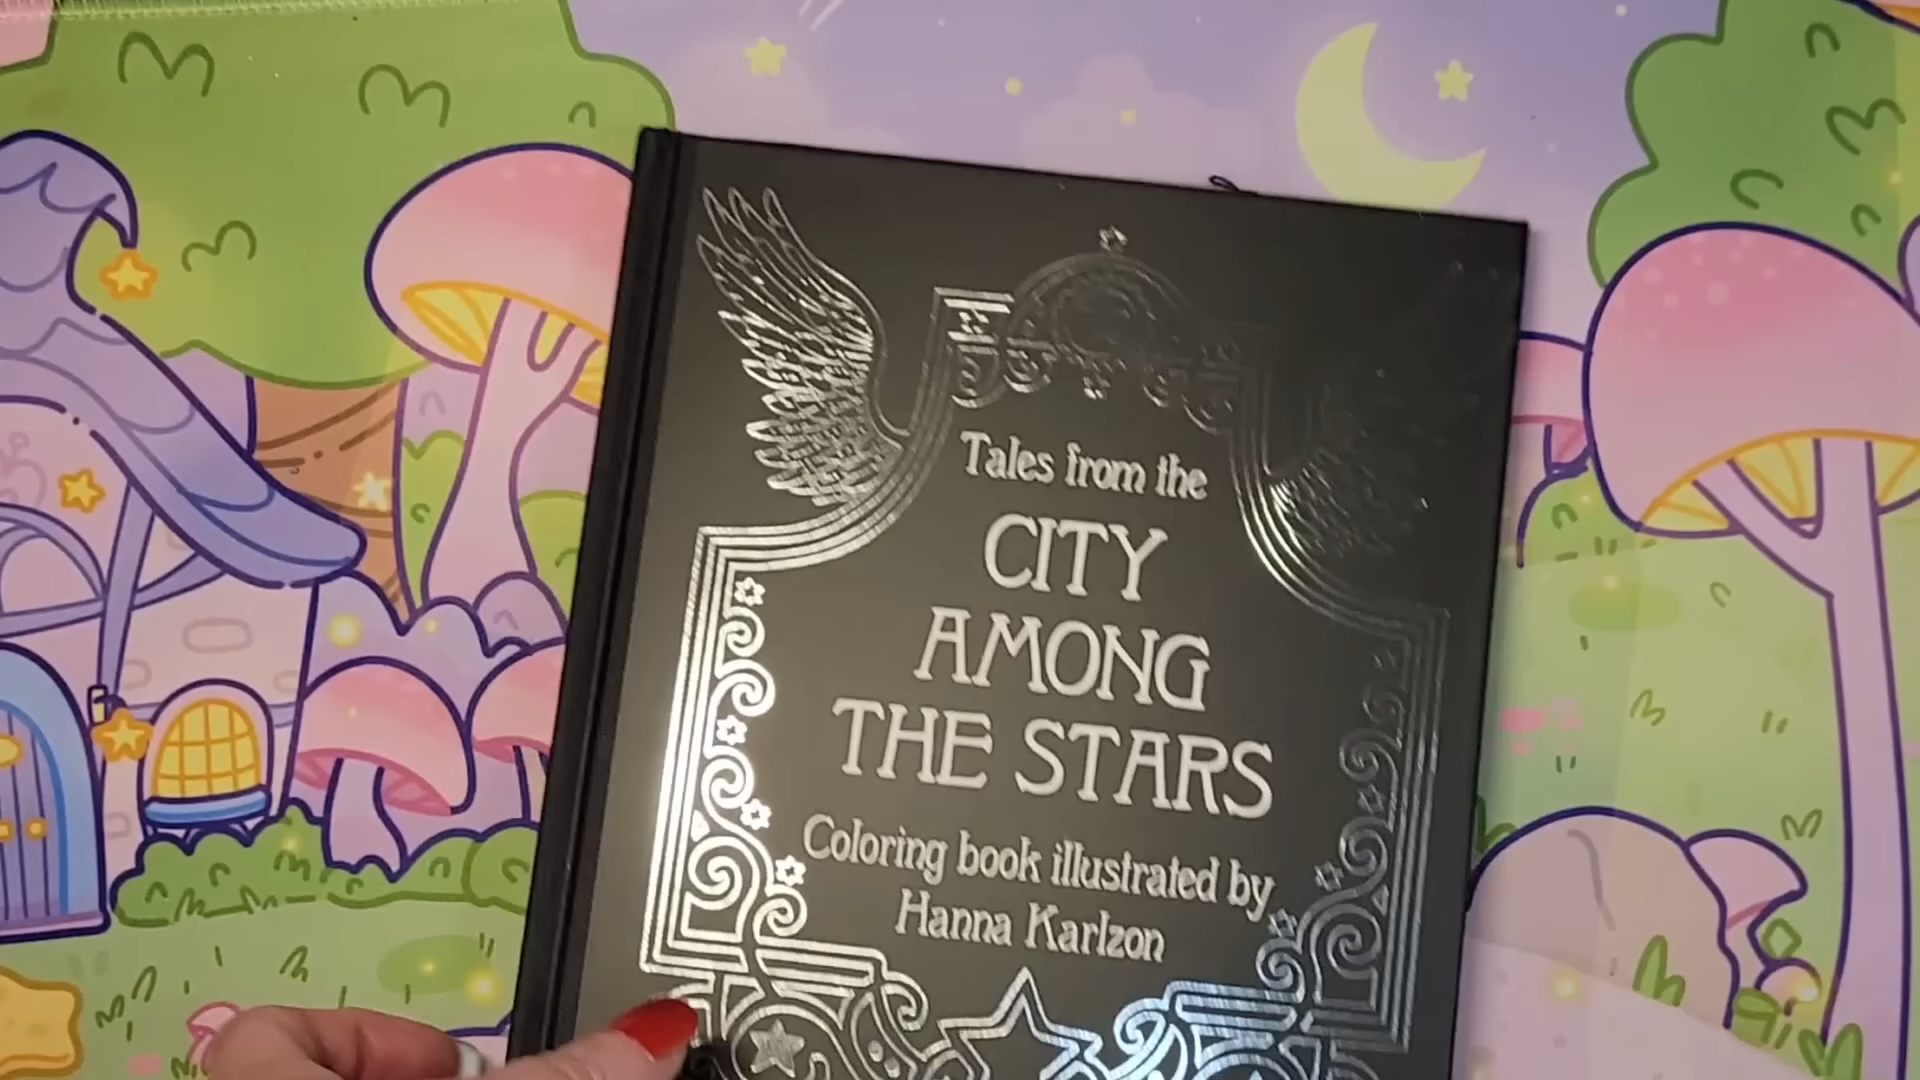 Tales from the
CITY
AMONG
THE STARS
Coloring book illustrated by
Hanna Karlzon